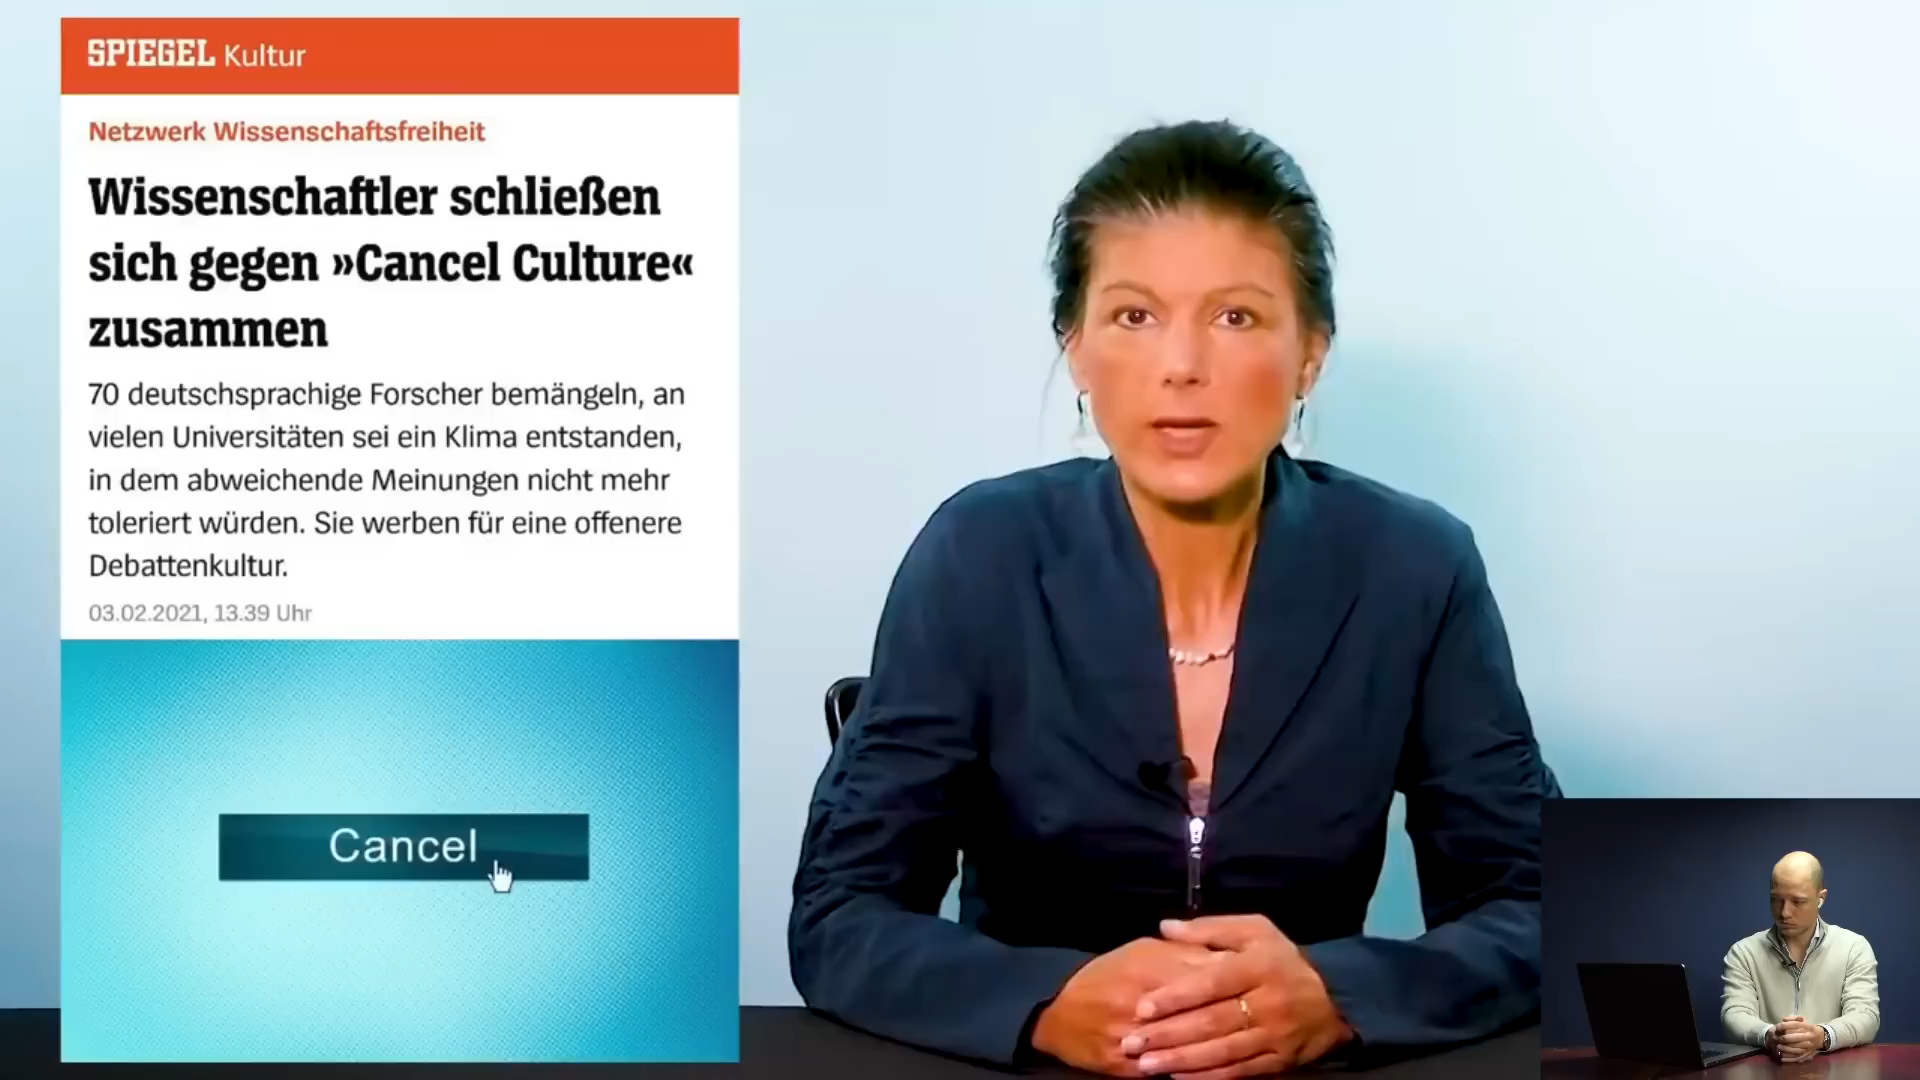 SPIEGEL Kultur
Netzwerk Wissenschaftsfreiheit
Wissenschaftler schließen
sich gegen »Cancel Culture«
zusammen
70 deutschsprachige Forscher bemängeln, an
vielen Universitäten sei ein Klima entstanden,
in dem abweichende Meinungen nicht mehr
toleriert würden. Sie werben für eine offenere
Debattenkultur.
03.02.2021, 13.39 Uhr
Cancel